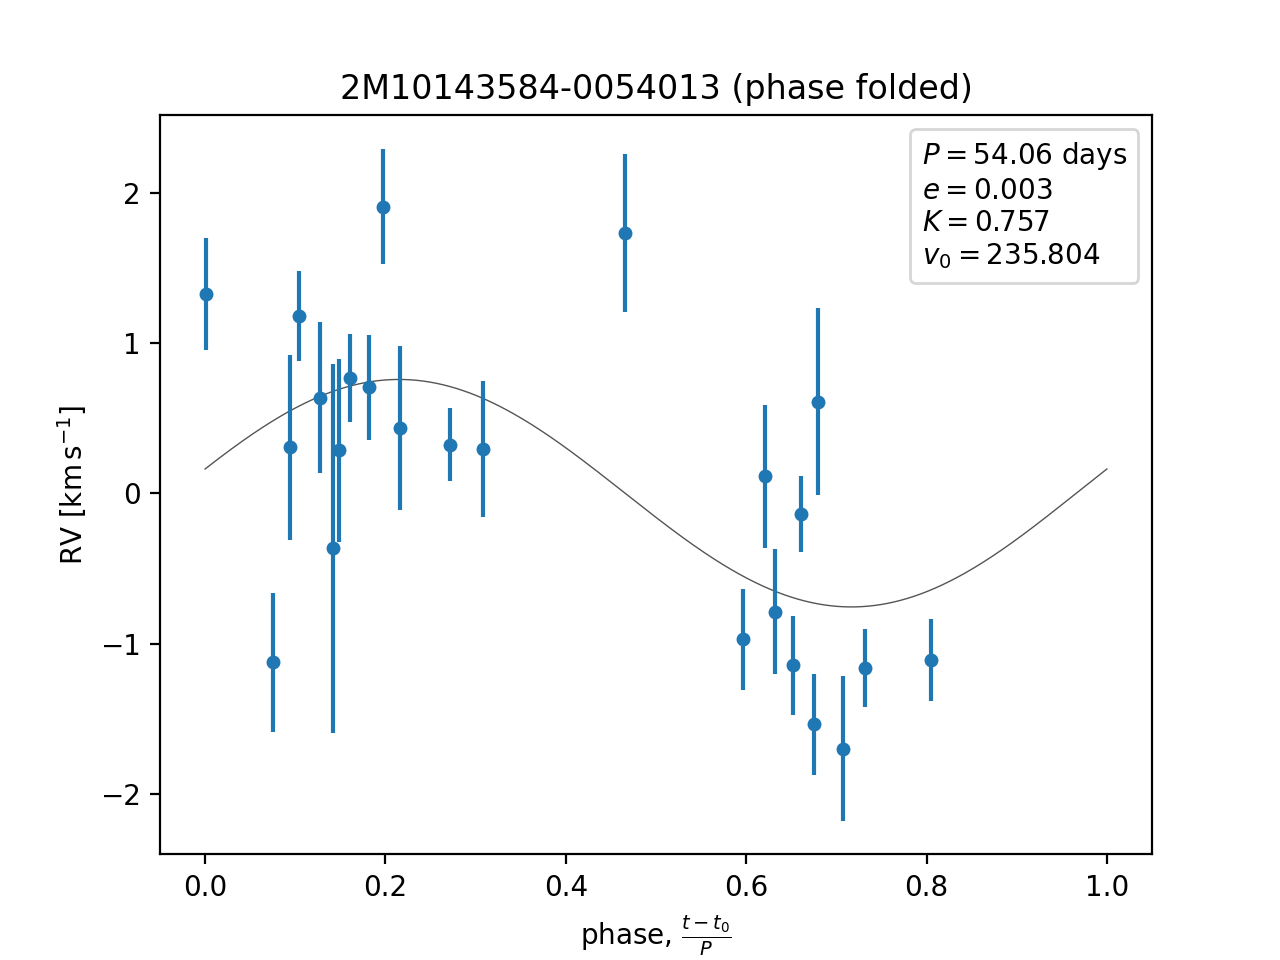 2M10143584-0054013 (phase folded)
P = 54.06 days
e = 0.003
K = 0.757
v₀ = 235.804
2
1
0
−1
−2
RV [km s⁻¹]
0.0 0.2 0.4 0.6 0.8 1.0
phase, (t − t₀)/P